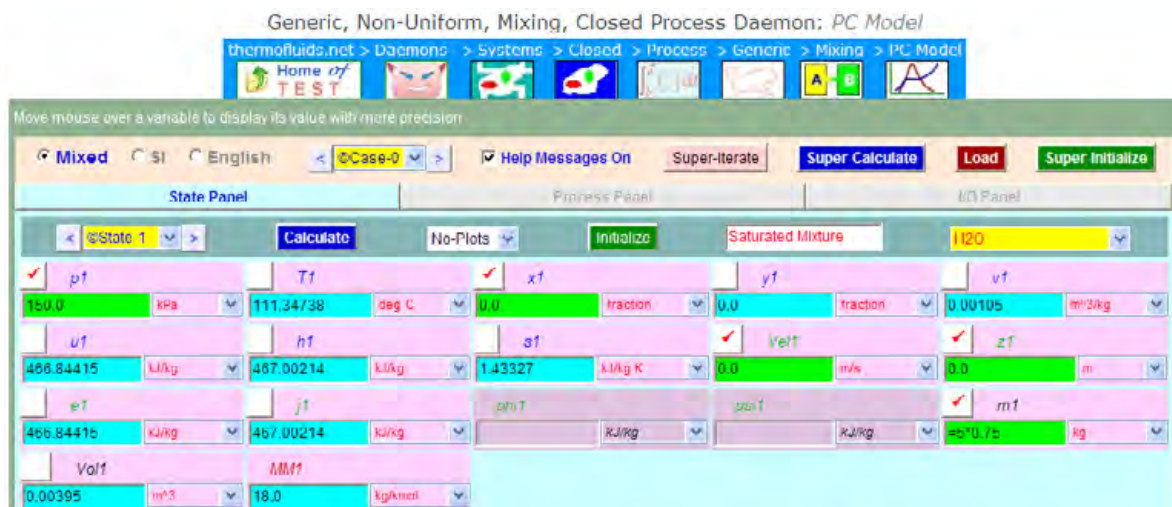 Generic, Non-Uniform, Mixing, Closed Process Daemon: PC Model
thermofluids.net > Daemons > Systems > Closed > Process > Generic > Mixing > PC Model
Home of TEST A B
Move mouse over a variable to display its value with more precision
Mixed SI English < ©Case-0 > Help Messages On Super-Iterate Super Calculate Load Super Initialize
State Panel Process Panel I/O Panel
< ©State-1 > Calculate No-Plots Initialize Saturated Mixture H2O
p1 T1 x1 y1 v1
150.0 kPa 111.34738 deg C 0.0 fraction 0.0 fraction 0.00105 m^3/kg
u1 h1 s1 Vel1 z1
466.84415 kJ/kg 467.00214 kJ/kg 1.43327 kJ/kg K 0.0 m/s 0.0 m
e1 j1 phi1 psi1 m1
466.84415 kJ/kg 467.00214 kJ/kg kJ/kg kJ/kg =5*0.75 kg
Vol1 MM1
0.00395 m^3 18.0 kg/kmol